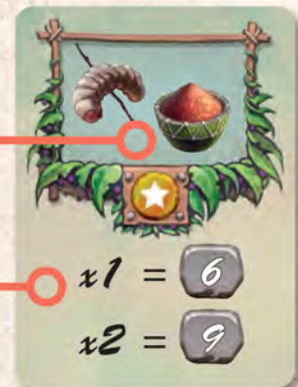 x1 = 6
x2 = 9